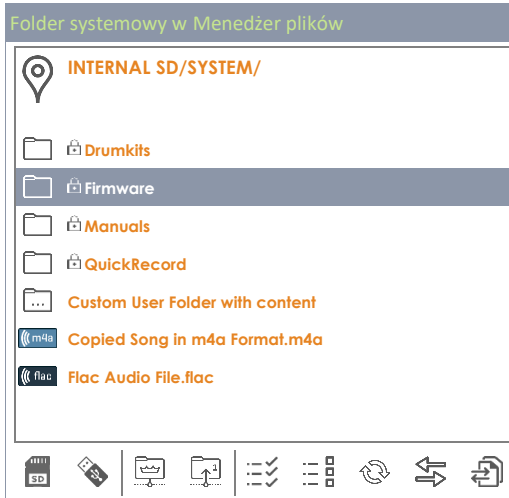 Folder systemowy w Menedżer plików
INTERNAL SD/SYSTEM/
Drumkits
Firmware
Manuals
QuickRecord
... Custom User Folder with content
m4a Copied Song in m4a Format.m4a
flac Flac Audio File.flac
SD
1